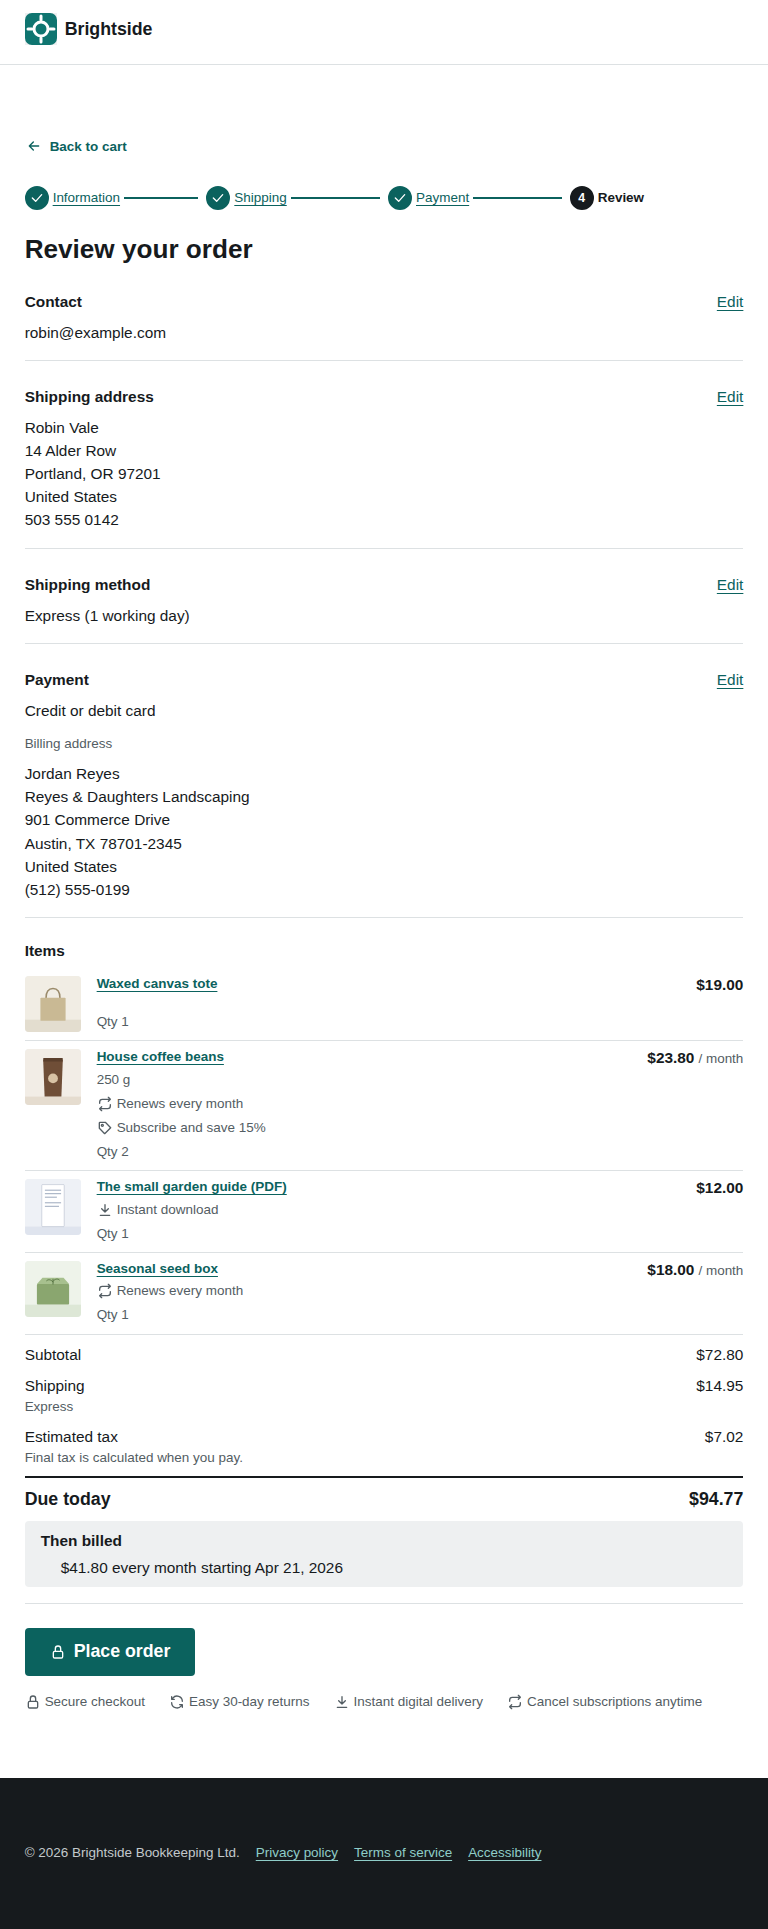 Brightside
Back to cart
Information Shipping Payment 4 Review
Review your order
Contact Edit
robin@example.com
Shipping address Edit
Robin Vale
14 Alder Row
Portland, OR 97201
United States
503 555 0142
Shipping method Edit
Express (1 working day)
Payment Edit
Credit or debit card
Billing address
Jordan Reyes
Reyes & Daughters Landscaping
901 Commerce Drive
Austin, TX 78701-2345
United States
(512) 555-0199
Items
Waxed canvas tote $19.00
Qty 1
House coffee beans $23.80 / month
250 g
Renews every month
Subscribe and save 15%
Qty 2
The small garden guide (PDF) $12.00
Instant download
Qty 1
Seasonal seed box $18.00 / month
Renews every month
Qty 1
Subtotal $72.80
Shipping $14.95
Express
Estimated tax $7.02
Final tax is calculated when you pay.
Due today $94.77
Then billed
$41.80 every month starting Apr 21, 2026
Place order
Secure checkout Easy 30-day returns Instant digital delivery Cancel subscriptions anytime
© 2026 Brightside Bookkeeping Ltd. Privacy policy Terms of service Accessibility